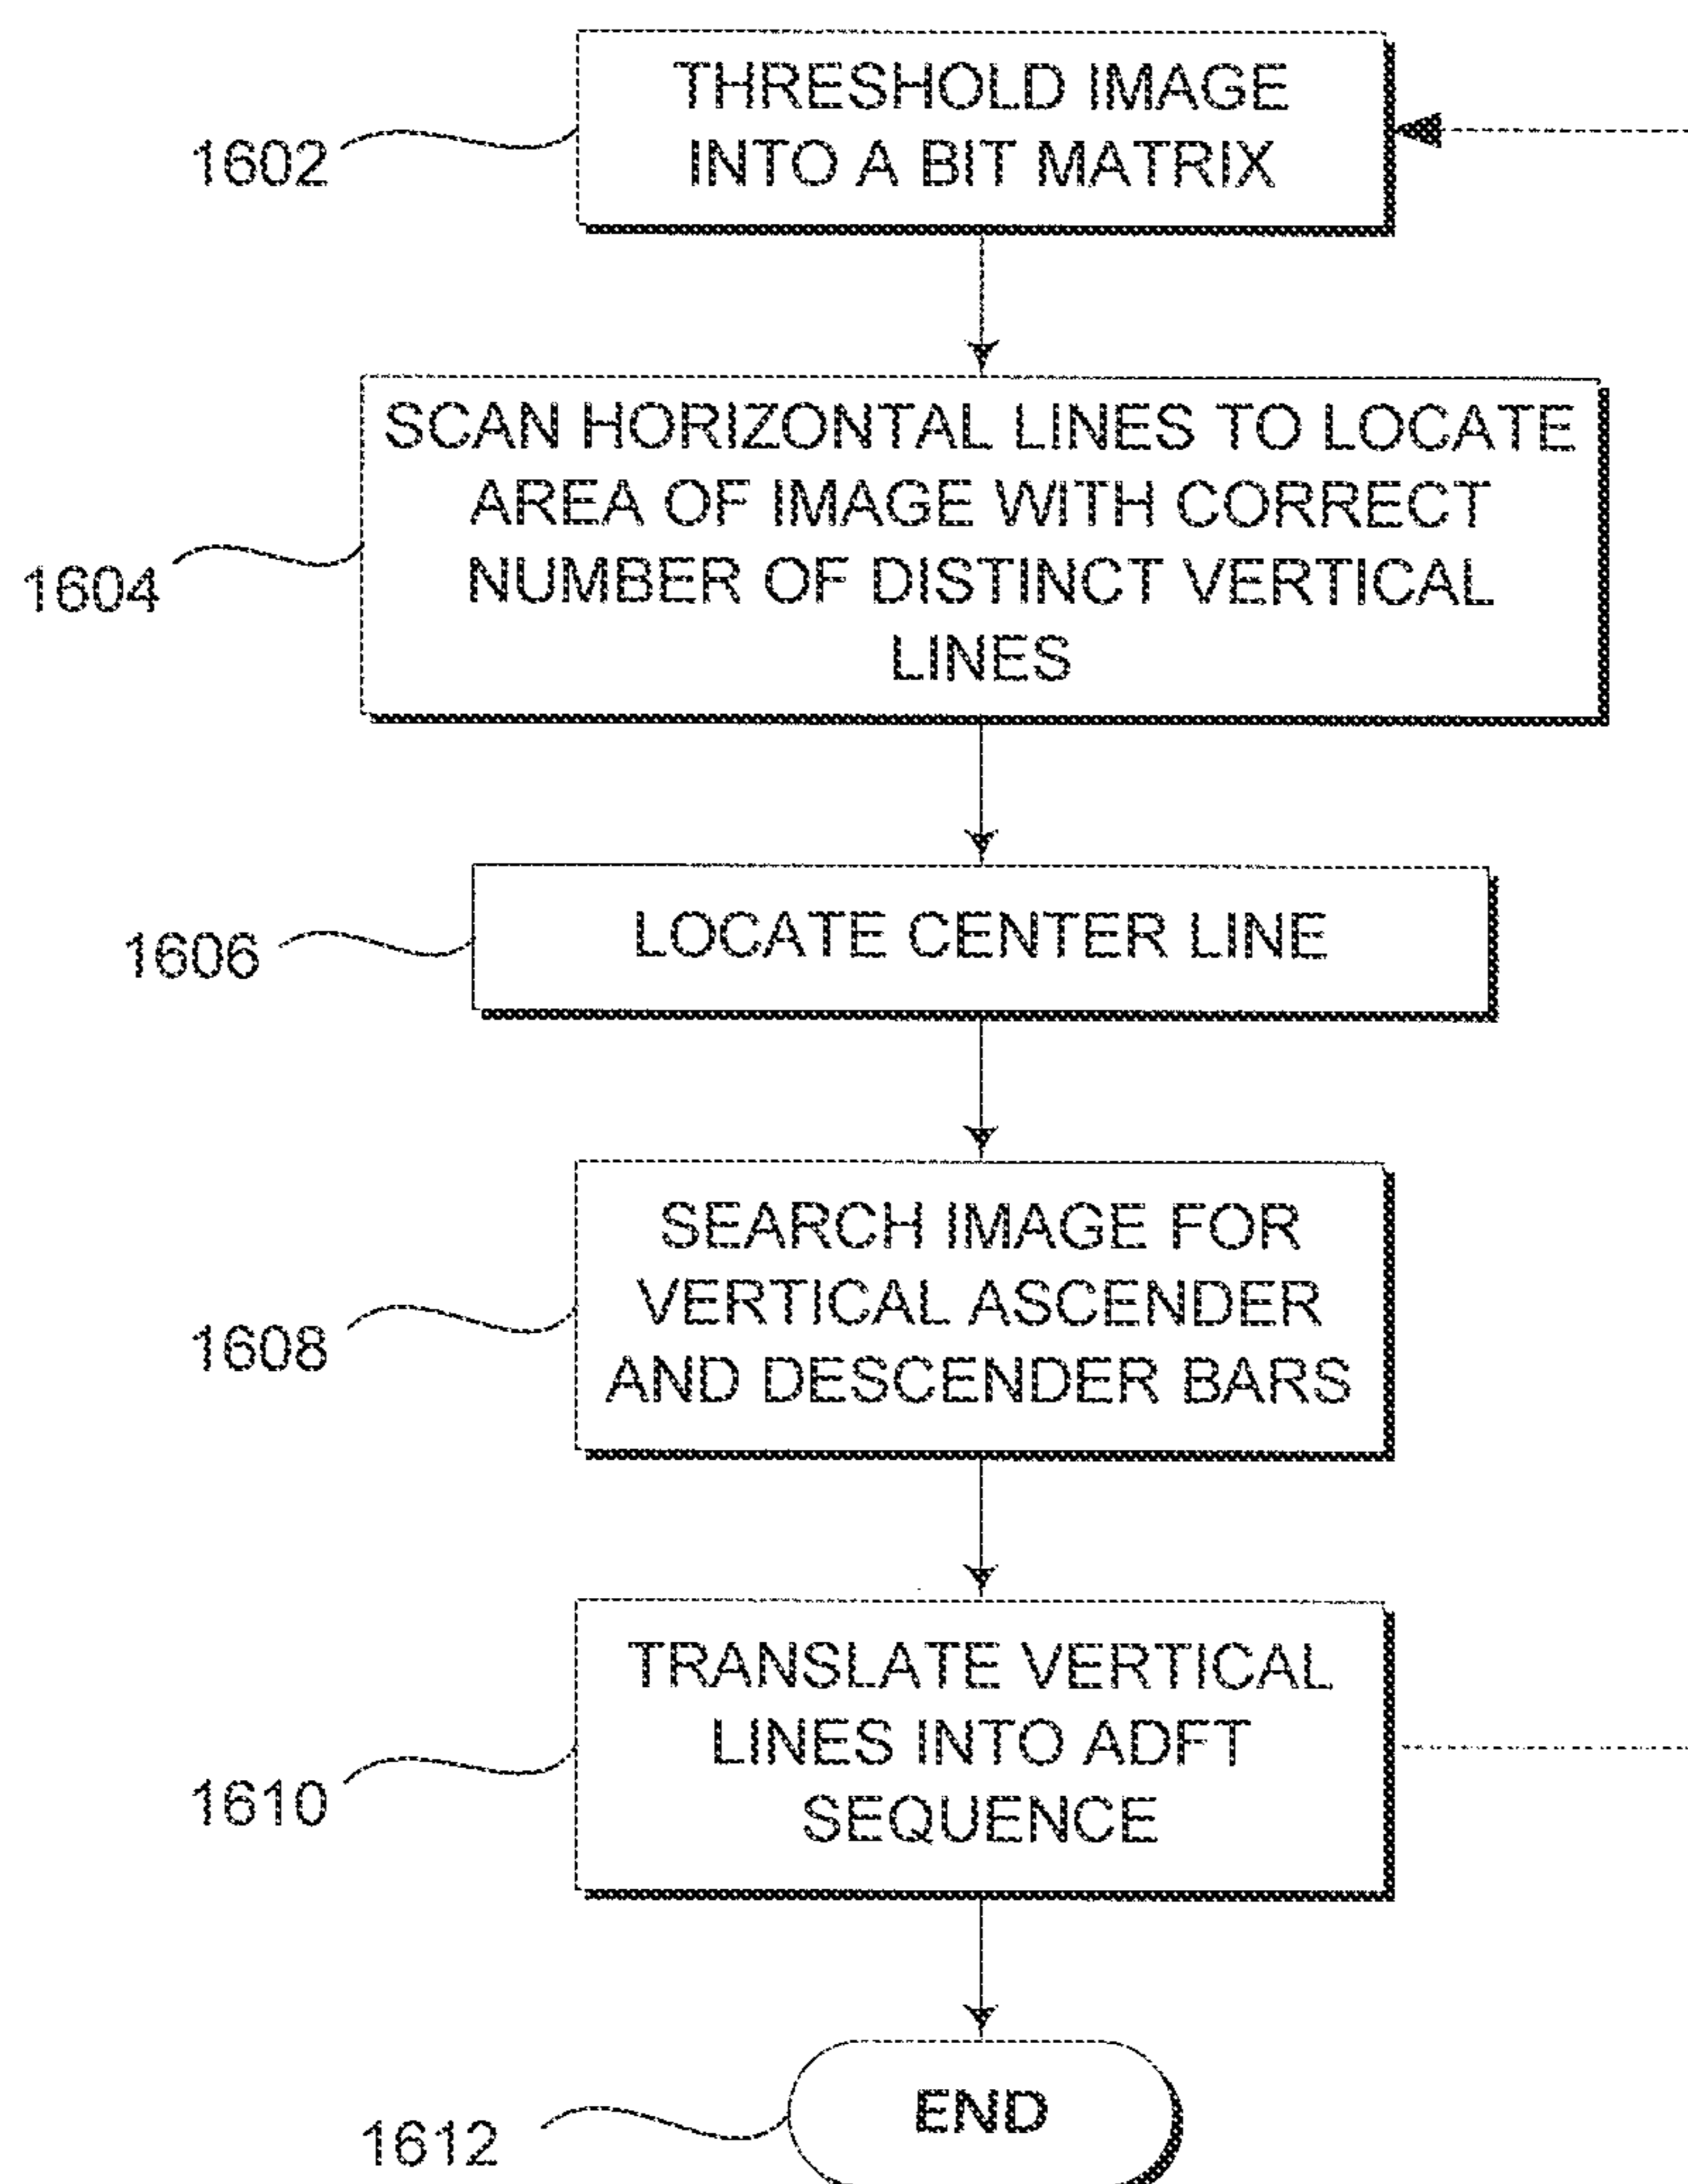 THRESHOLD IMAGE
INTO A BIT MATRIX
1602
SCAN HORIZONTAL LINES TO LOCATE
AREA OF IMAGE WITH CORRECT
NUMBER OF DISTINCT VERTICAL
LINES
1604
LOCATE CENTER LINE
1606
SEARCH IMAGE FOR
VERTICAL ASCENDER
AND DESCENDER BARS
1608
TRANSLATE VERTICAL
LINES INTO ADFT
SEQUENCE
1610
END
1612